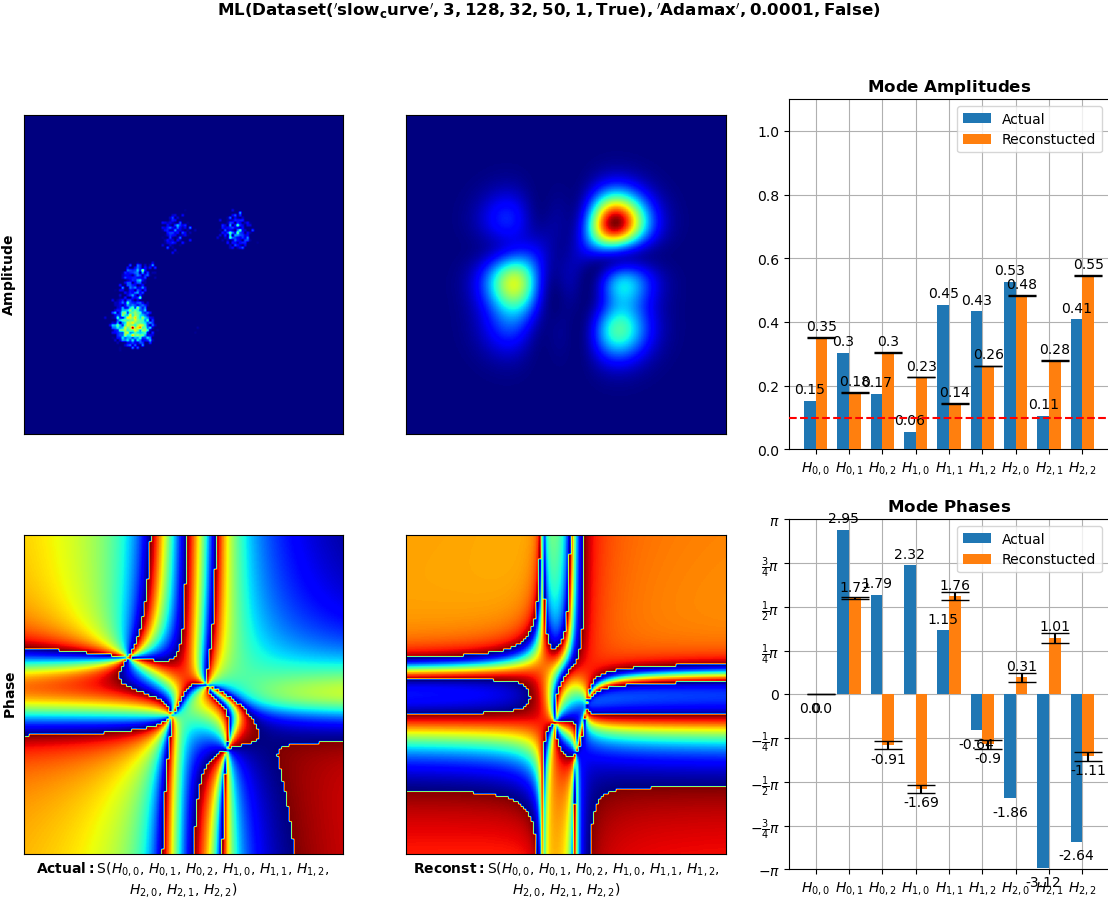 ML(Dataset('slow_curve', 3, 128, 32, 50, 1, True), 'Adamax', 0.0001, False)
Amplitude
Mode Amplitudes
Actual
Reconstucted
1.0
0.8
0.6
0.4
0.2
0.0
0.15
0.35
0.3
0.18
0.17
0.3
0.06
0.23
0.45
0.14
0.43
0.26
0.53
0.48
0.11
0.28
0.41
0.55
H0,0 H0,1 H0,2 H1,0 H1,1 H1,2 H2,0 H2,1 H2,2
Phase
Mode Phases
Actual
Reconstucted
π
3/4π
1/2π
1/4π
0
−1/4π
−1/2π
−3/4π
−π
0.0
0.0
2.95
1.72
1.79
-0.91
2.32
-1.69
1.15
1.76
-0.64
-0.9
-1.86
0.31
-3.12
1.01
-2.64
-1.11
H0,0 H0,1 H0,2 H1,0 H1,1 H1,2 H2,0 H2,1 H2,2
Actual: S(H0,0, H0,1, H0,2, H1,0, H1,1, H1,2,
H2,0, H2,1, H2,2)
Reconst: S(H0,0, H0,1, H0,2, H1,0, H1,1, H1,2,
H2,0, H2,1, H2,2)